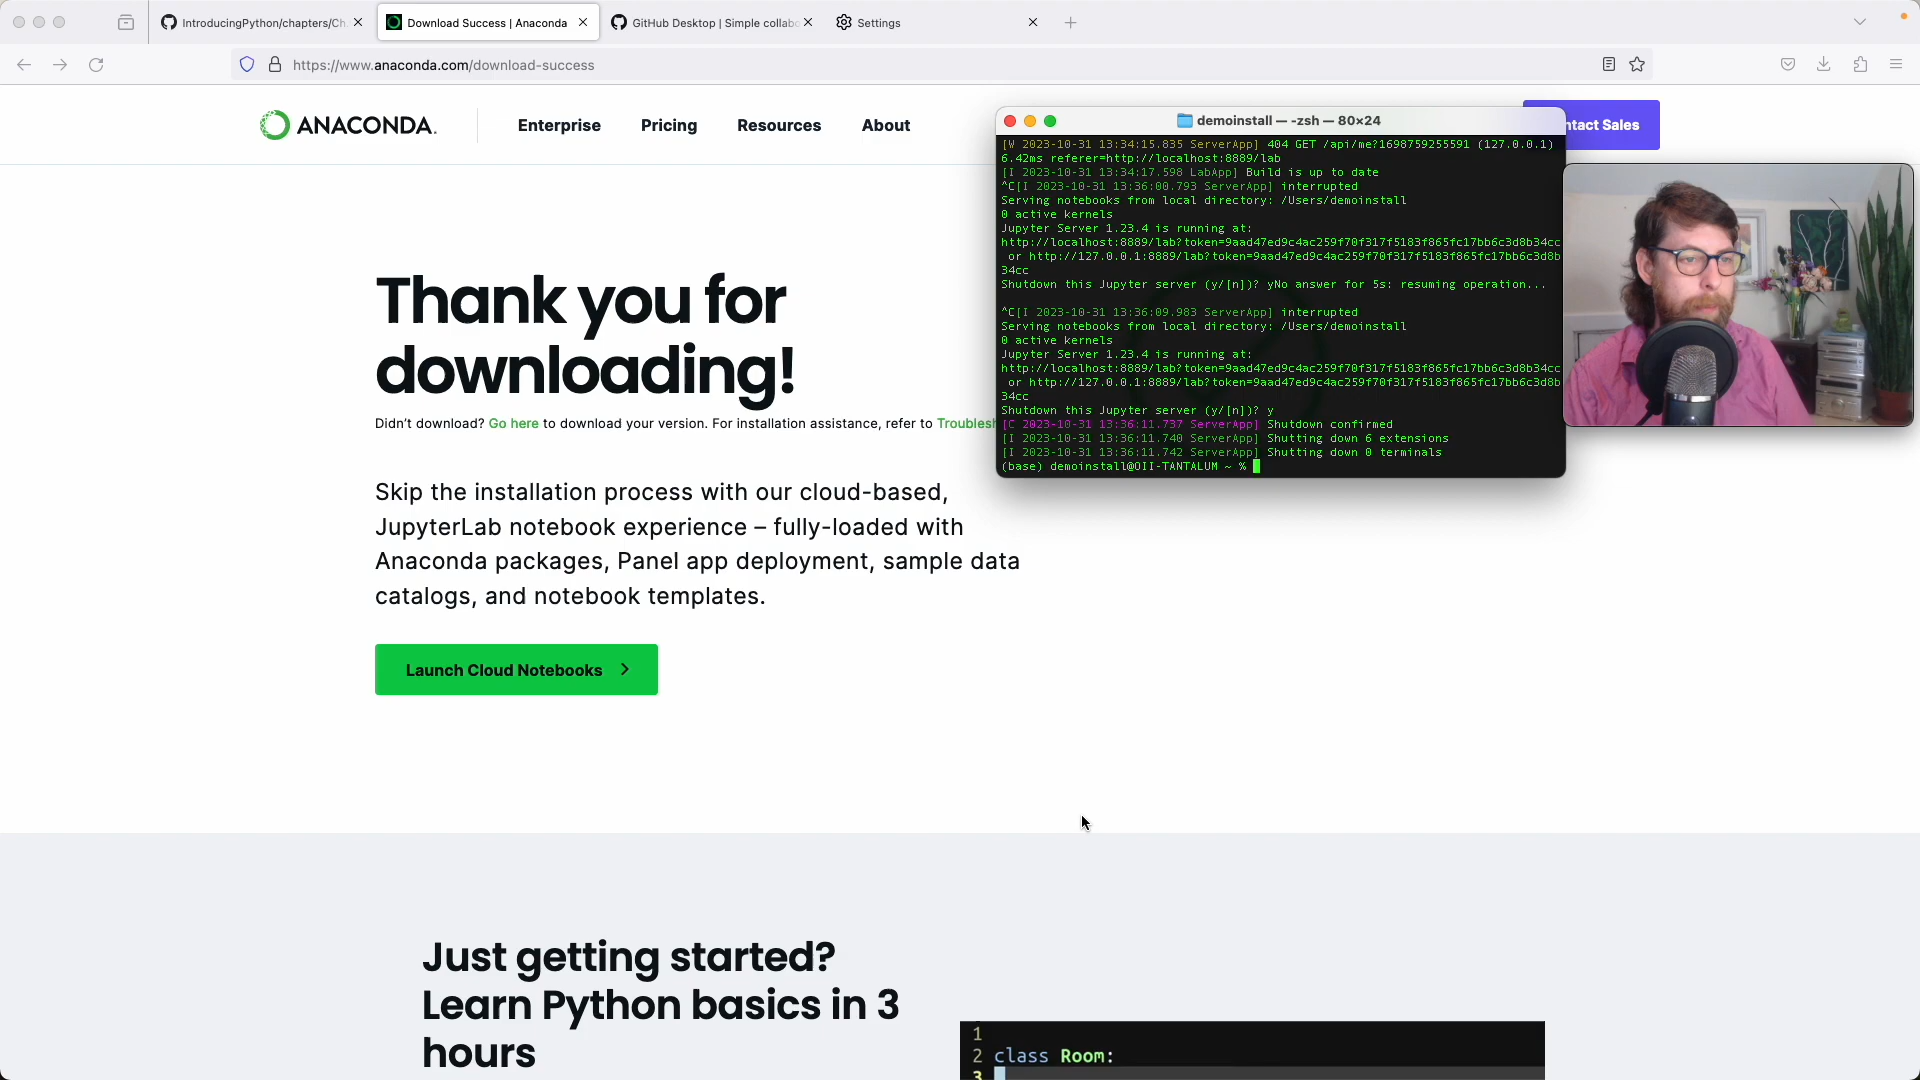 IntroducingPython/chapters/Ch
Download Success | Anaconda
GitHub Desktop | Simple collabo
Settings
https://www.anaconda.com/download-success
ANACONDA.
Enterprise
Pricing
Resources
About
ntact Sales
Thank you for
downloading!
Didn’t download? Go here to download your version. For installation assistance, refer to Troublesh
Skip the installation process with our cloud-based,
JupyterLab notebook experience – fully-loaded with
Anaconda packages, Panel app deployment, sample data
catalogs, and notebook templates.
Launch Cloud Notebooks
demoinstall — -zsh — 80×24
[W 2023-10-31 13:34:15.835 ServerApp] 404 GET /api/me?1698759255591 (127.0.0.1)
6.42ms referer=http://localhost:8889/lab
[I 2023-10-31 13:34:17.598 LabApp] Build is up to date
^C[I 2023-10-31 13:36:00.793 ServerApp] interrupted
Serving notebooks from local directory: /Users/demoinstall
0 active kernels
Jupyter Server 1.23.4 is running at:
http://localhost:8889/lab?token=9aad47ed9c4ac259f70f317f5183f865fc17bb6c3d8b34cc
or http://127.0.0.1:8889/lab?token=9aad47ed9c4ac259f70f317f5183f865fc17bb6c3d8b
34cc
Shutdown this Jupyter server (y/[n])? yNo answer for 5s: resuming operation...
^C[I 2023-10-31 13:36:09.983 ServerApp] interrupted
Serving notebooks from local directory: /Users/demoinstall
0 active kernels
Jupyter Server 1.23.4 is running at:
http://localhost:8889/lab?token=9aad47ed9c4ac259f70f317f5183f865fc17bb6c3d8b34cc
or http://127.0.0.1:8889/lab?token=9aad47ed9c4ac259f70f317f5183f865fc17bb6c3d8b
34cc
Shutdown this Jupyter server (y/[n])? y
[C 2023-10-31 13:36:11.737 ServerApp] Shutdown confirmed
[I 2023-10-31 13:36:11.740 ServerApp] Shutting down 6 extensions
[I 2023-10-31 13:36:11.742 ServerApp] Shutting down 0 terminals
(base) demoinstall@OII-TANTALUM ~ %
Just getting started?
Learn Python basics in 3
hours
1
2 class Room:
3